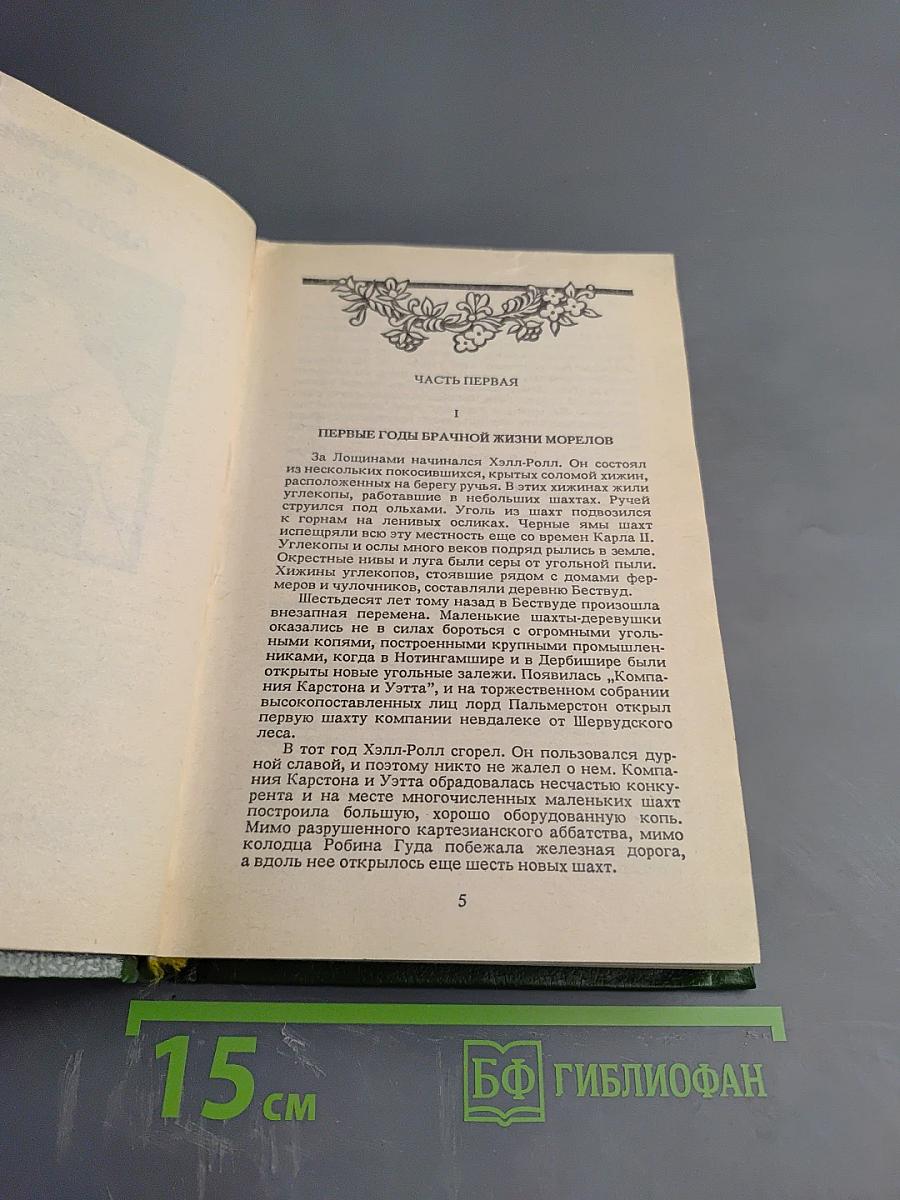 ЧАСТЬ ПЕРВАЯ
I
ПЕРВЫЕ ГОДЫ БРАЧНОЙ ЖИЗНИ МОРЕЛОВ
За Лощинами начинался Хэлл-Ролл. Он состоял
из нескольких покосившихся, крытых соломой хижин,
расположенных на берегу ручья. В этих хижинах жили
углекопы, работавшие в небольших шахтах. Ручей
струился под ольхами. Уголь из шахт подвозился
к горнам на ленивых осликах. Черные ямы шахт
испещряли всю эту местность еще со времен Карла II.
Углекопы и ослы много веков подряд рылись в земле.
Окрестные нивы и луга были серы от угольной пыли.
Хижины углекопов, стоявшие рядом с домами фер-
меров и чулочников, составляли деревню Бествуд.
Шестьдесят лет тому назад в Бествуде произошла
внезапная перемена. Маленькие шахты-деревушки
оказались не в силах бороться с огромными уголь-
ными копями, построенными крупными промышлен-
никами, когда в Нотингамшире и в Дербишире были
открыты новые угольные залежи. Появилась „Компа-
ния Карстона и Уэтта”, и на торжественном собрании
высокопоставленных лиц лорд Пальмерстон открыл
первую шахту компании невдалеке от Шервудского
леса.
В тот год Хэлл-Ролл сгорел. Он пользовался дур-
ной славой, и поэтому никто не жалел о нем. Компа-
ния Карстона и Уэтта обрадовалась несчастью конку-
рента и на месте многочисленных маленьких шахт
построила большую, хорошо оборудованную копь.
Мимо разрушенного картезианского аббатства, мимо
колодца Робина Гуда побежала железная дорога,
а вдоль нее открылось еще шесть новых шахт.
5
15 см
БФ ГИБЛИОФАН